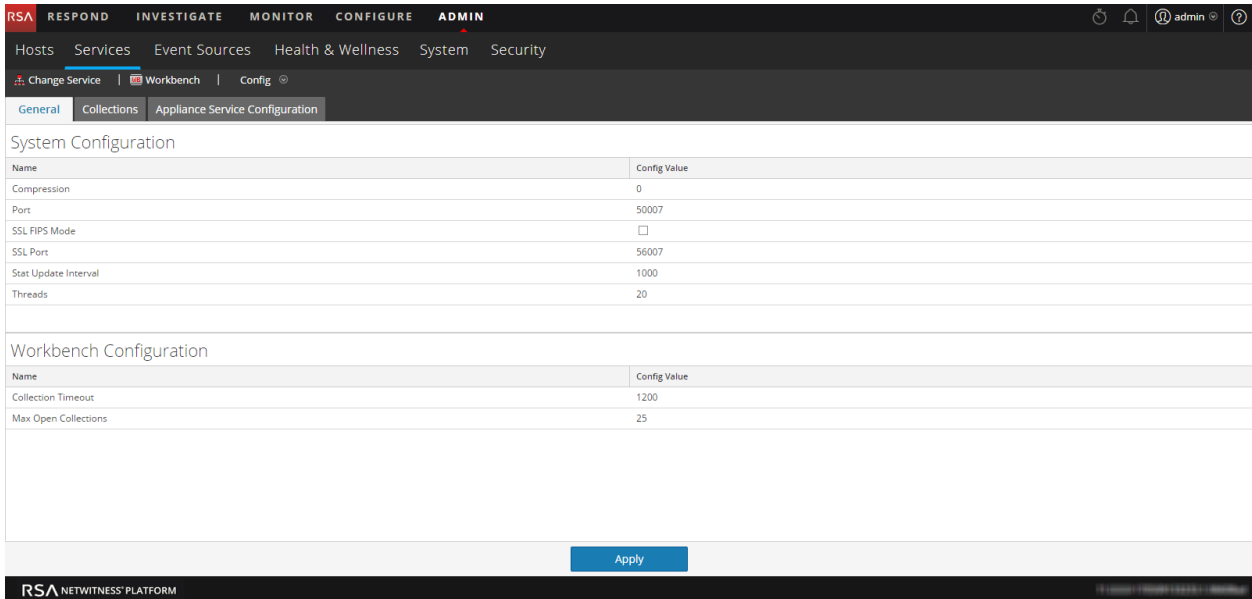 RSA RESPOND INVESTIGATE MONITOR CONFIGURE ADMIN admin
Hosts Services Event Sources Health & Wellness System Security
Change Service | Workbench | Config
General Collections Appliance Service Configuration
System Configuration
Name Config Value
Compression 0
Port 50007
SSL FIPS Mode
SSL Port 56007
Stat Update Interval 1000
Threads 20
Workbench Configuration
Name Config Value
Collection Timeout 1200
Max Open Collections 25
Apply
RSA NETWITNESS® PLATFORM